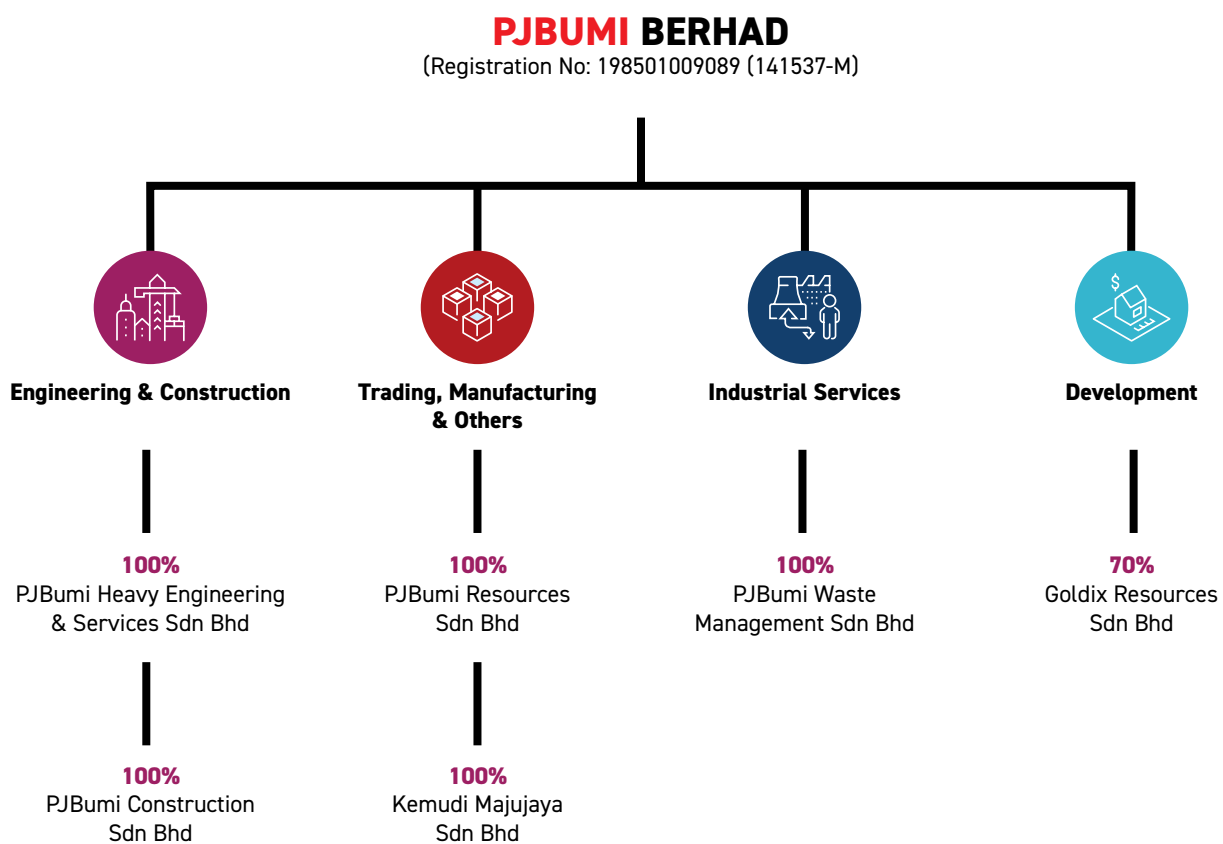 PJBUMI BERHAD
(Registration No: 198501009089 (141537-M)
Engineering & Construction
Trading, Manufacturing
& Others
Industrial Services
$
Development
100%
PJBumi Heavy Engineering
& Services Sdn Bhd
100%
PJBumi Resources
Sdn Bhd
100%
PJBumi Waste
Management Sdn Bhd
70%
Goldix Resources
Sdn Bhd
100%
PJBumi Construction
Sdn Bhd
100%
Kemudi Majujaya
Sdn Bhd